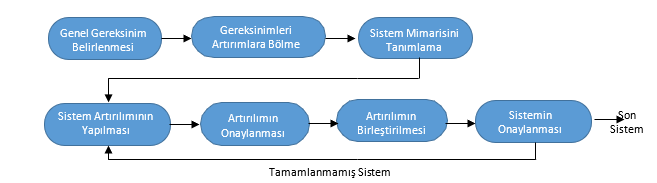 Genel Gereksinim
Belirlenmesi
Gereksinimleri
Artırımlara Bölme
Sistem Mimarisini
Tanımlama
Sistem Artırılımının
Yapılması
Artırılımın
Onaylanması
Artırılımın
Birleştirilmesi
Sistemin
Onaylanması
Son
Sistem
Tamamlanmamış Sistem